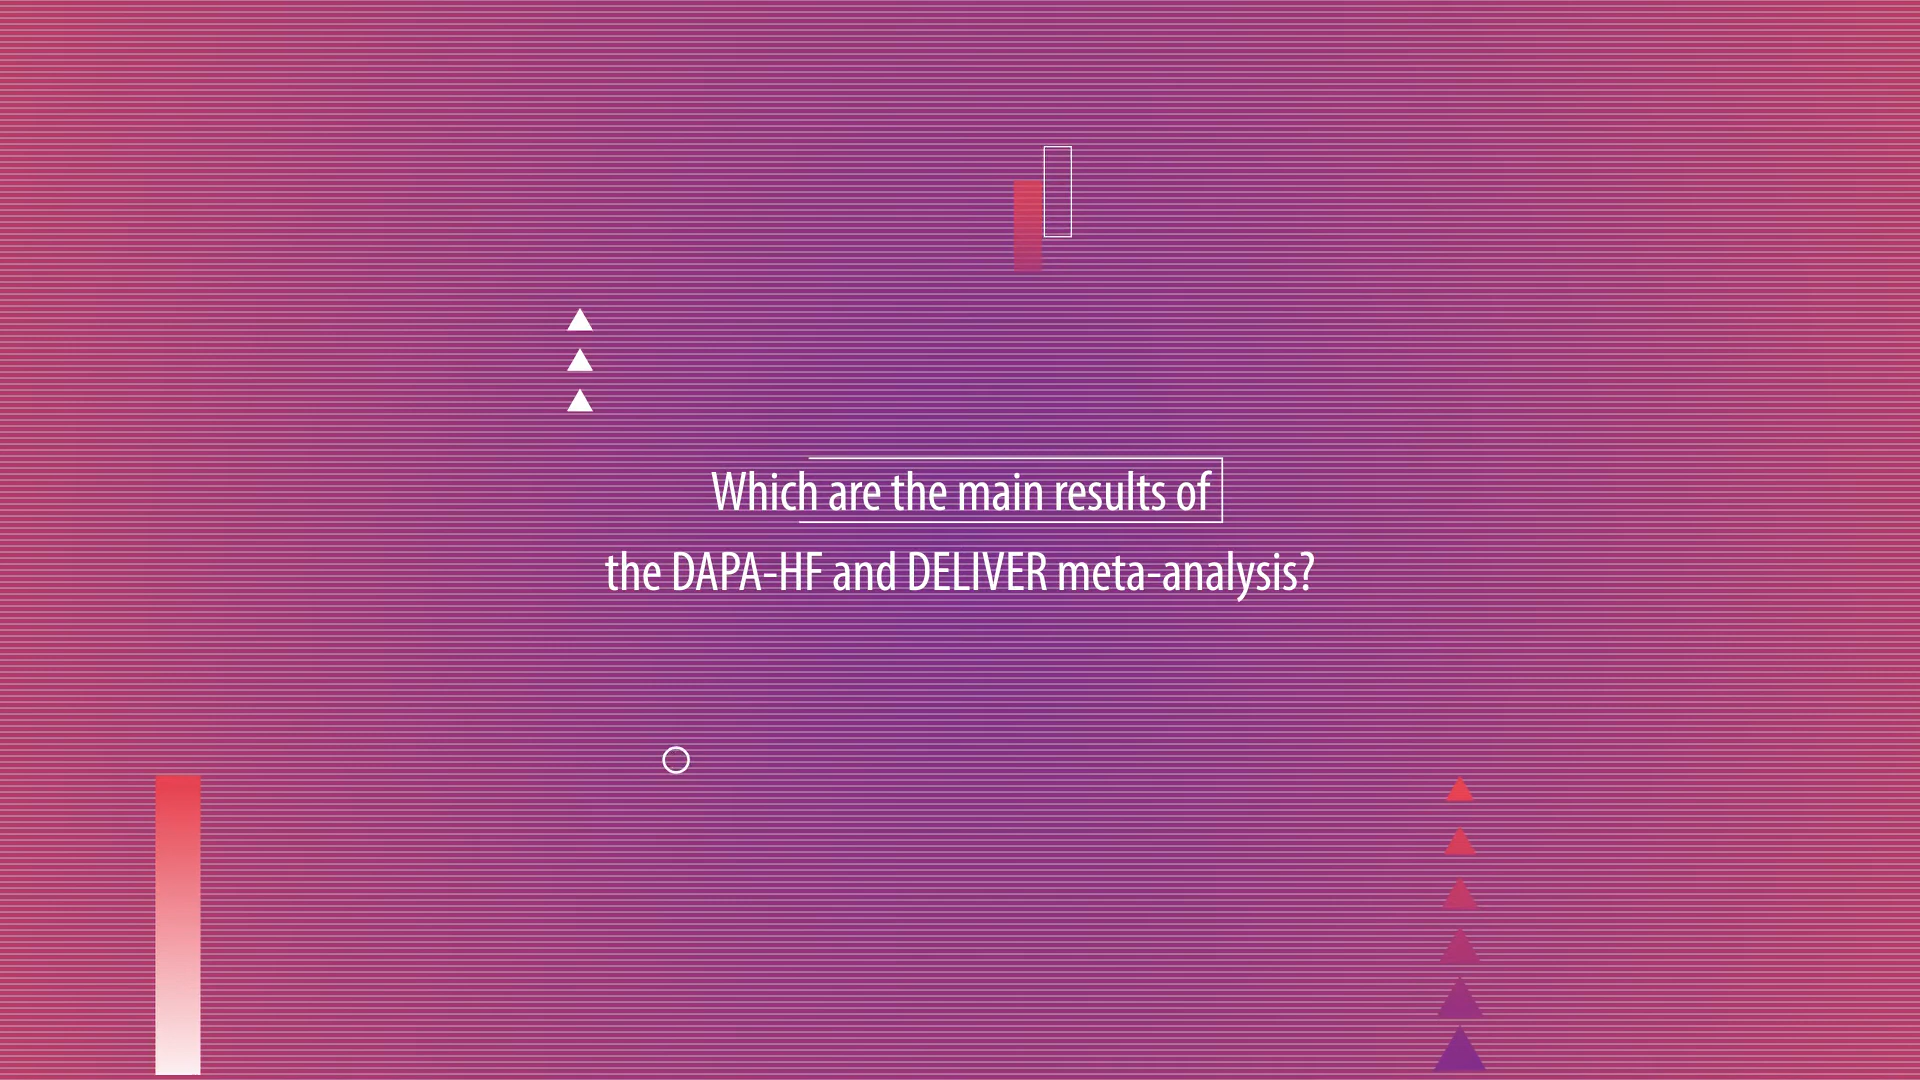 Which are the main results of
the DAPA-HF and DELIVER meta-analysis?